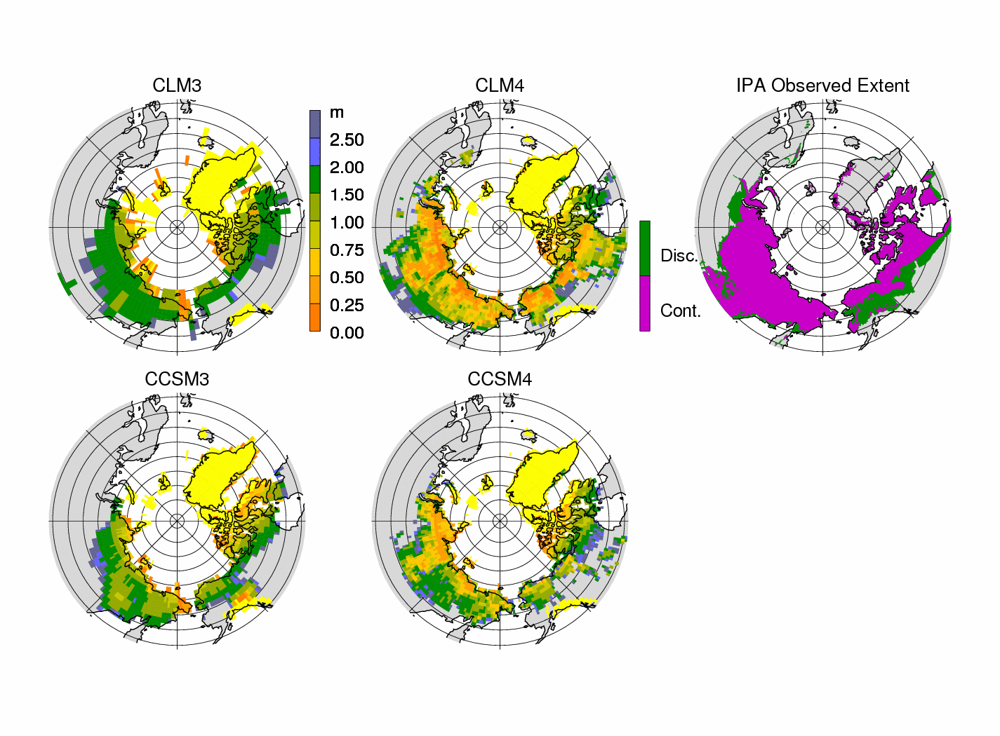 CLM3
CLM4
IPA Observed Extent
m
2.50
2.00
1.50
1.00
0.75
0.50
0.25
0.00
Disc.
Cont.
CCSM3
CCSM4